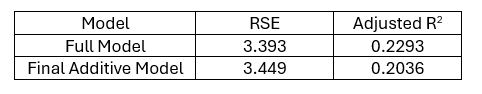 Model RSE Adjusted R²
Full Model 3.393 0.2293
Final Additive Model 3.449 0.2036